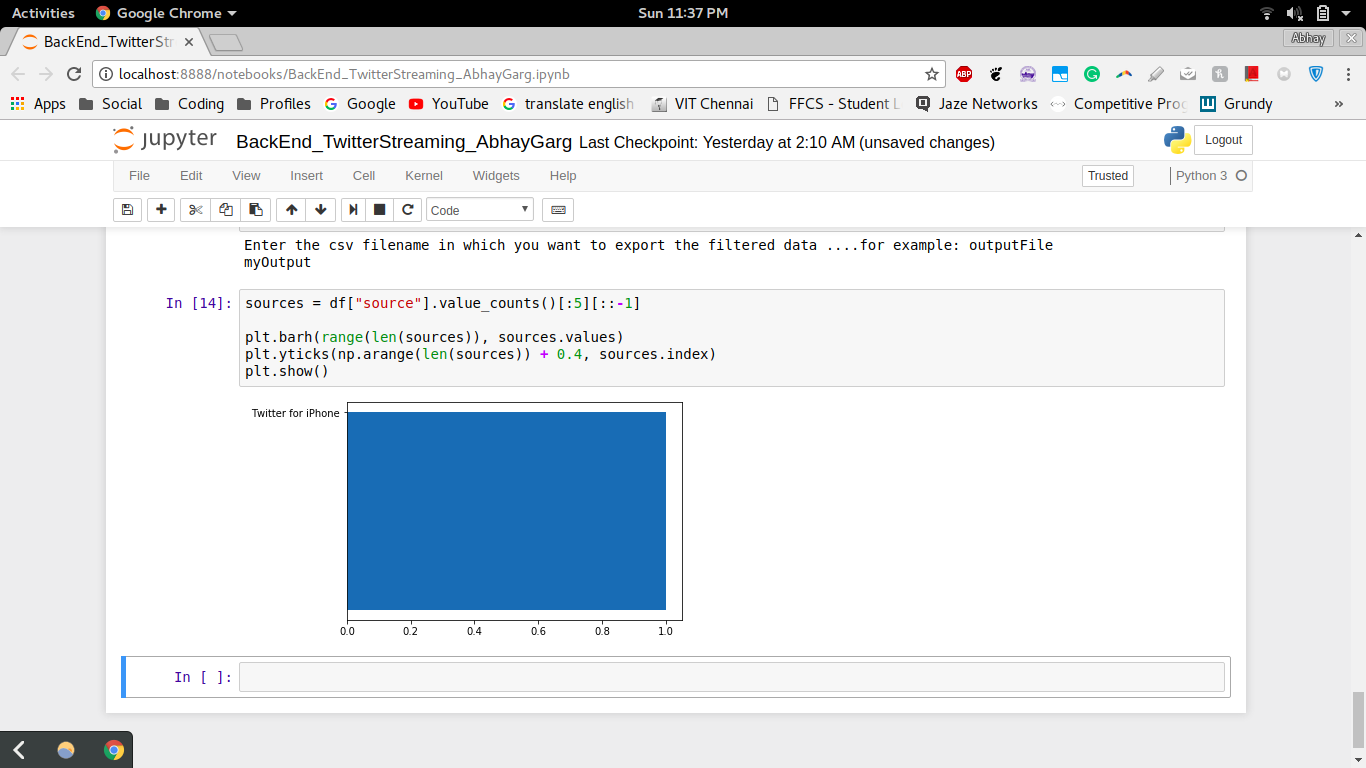 Activities Google Chrome Sun 11:37 PM
BackEnd_TwitterStr Abhay
localhost:8888/notebooks/BackEnd_TwitterStreaming_AbhayGarg.ipynb ABP
Apps Social Coding Profiles Google YouTube translate english VIT Chennai FFCS - Student L Jaze Networks Competitive Prog Grundy »
jupyter BackEnd_TwitterStreaming_AbhayGarg Last Checkpoint: Yesterday at 2:10 AM (unsaved changes) Logout
File Edit View Insert Cell Kernel Widgets Help Trusted Python 3
Code
Enter the csv filename in which you want to export the filtered data ....for example: outputFile
myOutput
In [14]: sources = df["source"].value_counts()[:5][::-1]
plt.barh(range(len(sources)), sources.values)
plt.yticks(np.arange(len(sources)) + 0.4, sources.index)
plt.show()
Twitter for iPhone
0.0 0.2 0.4 0.6 0.8 1.0
In [ ]: